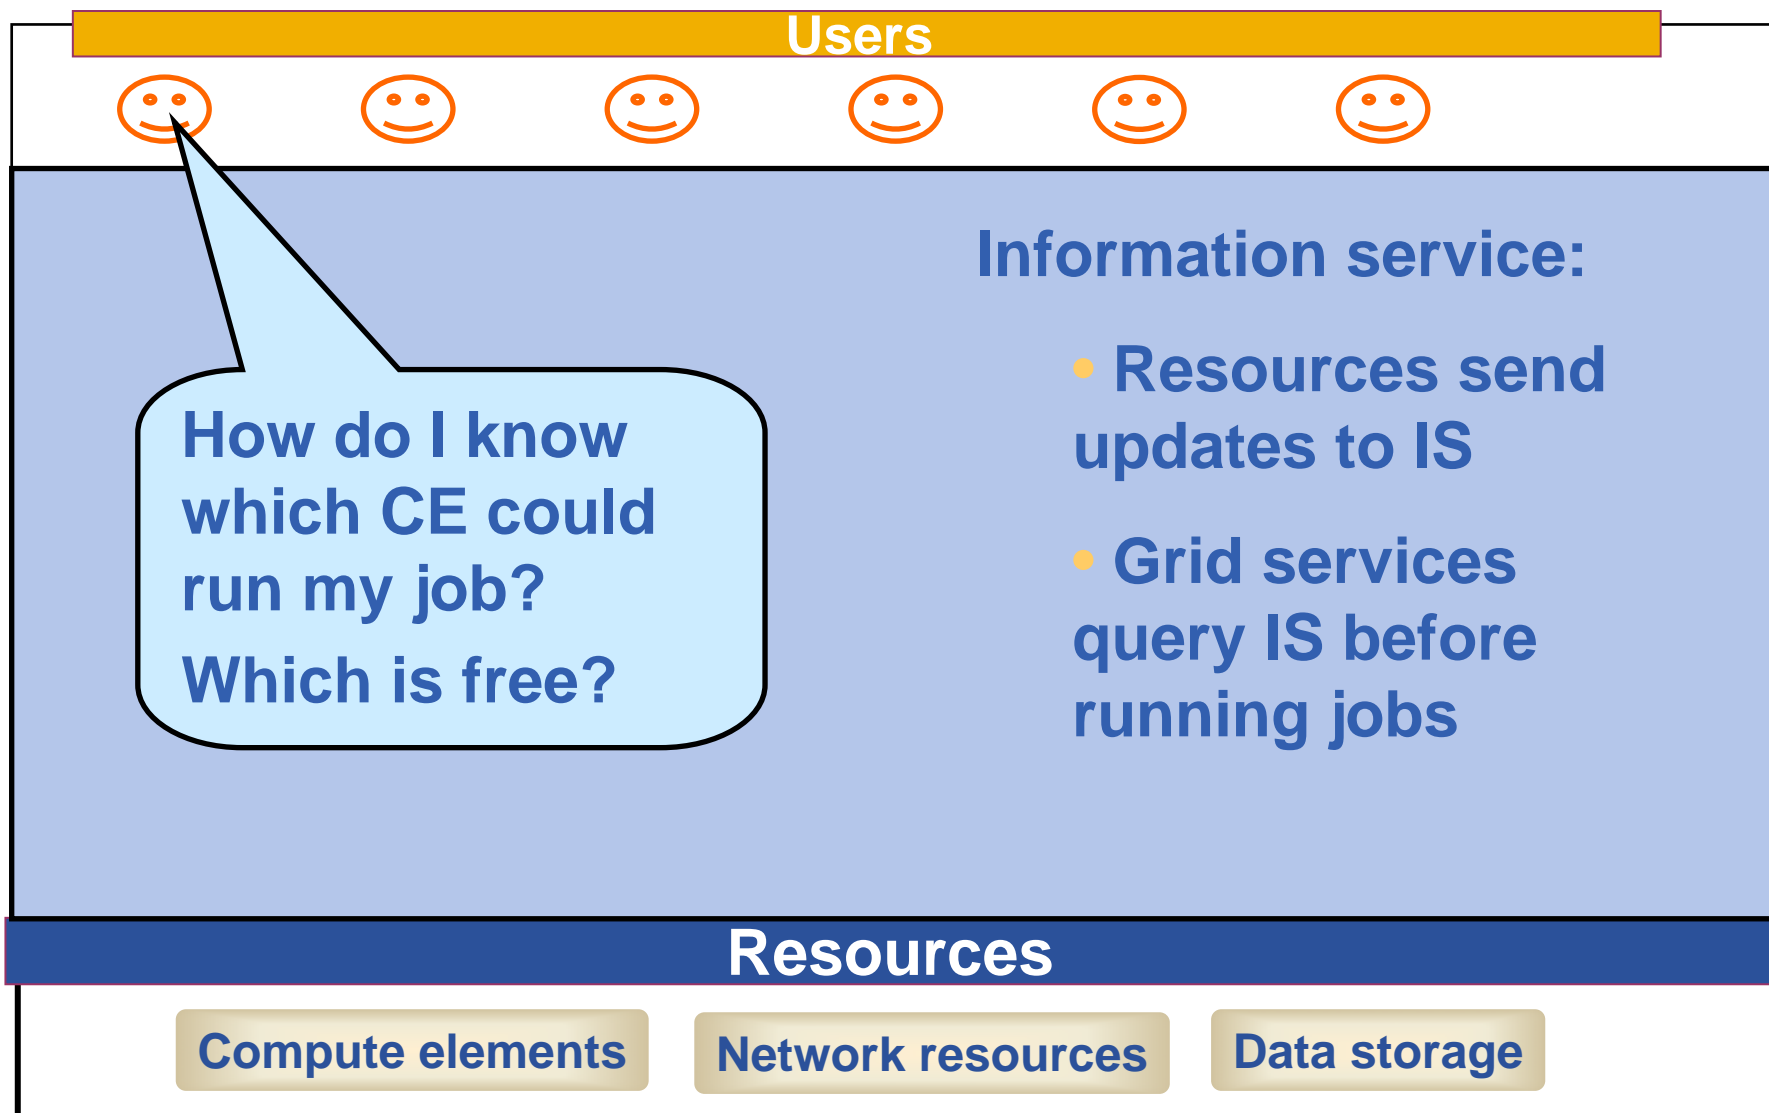 Users
How do I know
which CE could
run my job?
Which is free?
Information service:
• Resources send
updates to IS
• Grid services
query IS before
running jobs
Resources
Compute elements
Network resources
Data storage